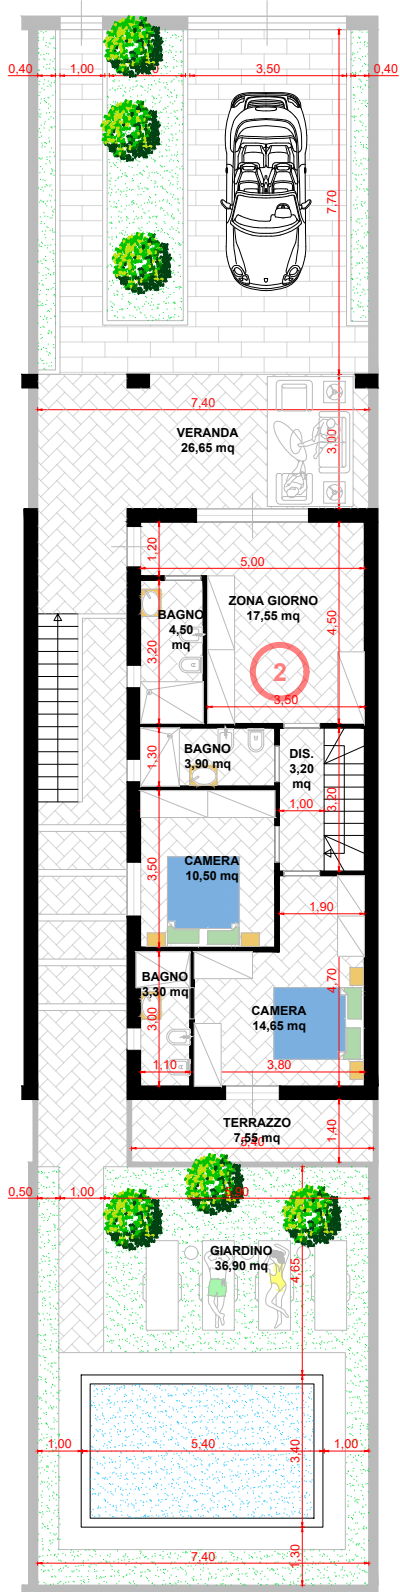 0,40
1,00
3,50
0,40
7,70
7,40
VERANDA
26,65 mq
3,00
1,20
5,00
BAGNO
4,50
mq
3,20
ZONA GIORNO
17,55 mq
4,50
2
3,50
BAGNO
3,90 mq
1,30
DIS.
3,20
mq
1,00
3,20
CAMERA
10,50 mq
3,50
1,90
BAGNO
3,30 mq
3,00
CAMERA
14,65 mq
4,70
1,10
3,80
TERRAZZO
7,55 mq
5,40
1,40
0,50
1,00
GIARDINO
36,90 mq
4,65
1,00
5,40
3,40
1,00
7,40
1,30